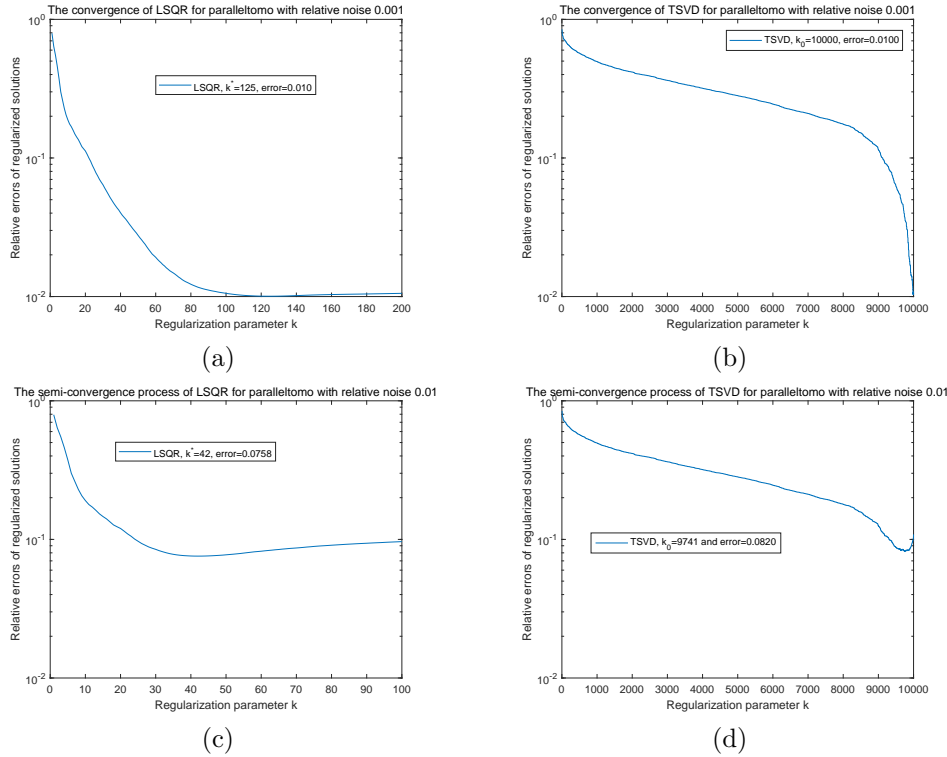 The convergence of LSQR for paralleltomo with relative noise 0.001
10^0
10^-1
10^-2
Relative errors of regularized solutions
LSQR, k^*=125, error=0.010
0 20 40 60 80 100 120 140 160 180 200
Regularization parameter k
(a)
The convergence of TSVD for paralleltomo with relative noise 0.001
10^0
10^-1
10^-2
Relative errors of regularized solutions
TSVD, k_0=10000, error=0.0100
0 1000 2000 3000 4000 5000 6000 7000 8000 9000 10000
Regularization parameter k
(b)
The semi-convergence process of LSQR for paralleltomo with relative noise 0.01
10^0
10^-1
10^-2
Relative errors of regularized solutions
LSQR, k^*=42, error=0.0758
0 10 20 30 40 50 60 70 80 90 100
Regularization parameter k
(c)
The semi-convergence process of TSVD for paralleltomo with relative noise 0.01
10^0
10^-1
10^-2
Relative errors of regularized solutions
TSVD, k_0=9741 and error=0.0820
0 1000 2000 3000 4000 5000 6000 7000 8000 9000 10000
Regularization parameter k
(d)